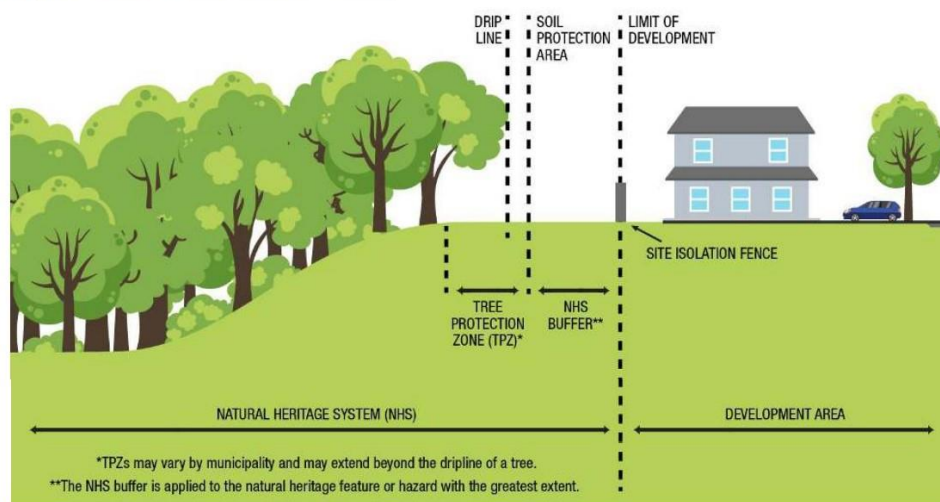 DRIP
LINE
SOIL
PROTECTION
AREA
LIMIT OF
DEVELOPMENT
SITE ISOLATION FENCE
TREE
PROTECTION
ZONE (TPZ)*
NHS
BUFFER**
NATURAL HERITAGE SYSTEM (NHS)
DEVELOPMENT AREA
*TPZs may vary by municipality and may extend beyond the dripline of a tree.
**The NHS buffer is applied to the natural heritage feature or hazard with the greatest extent.